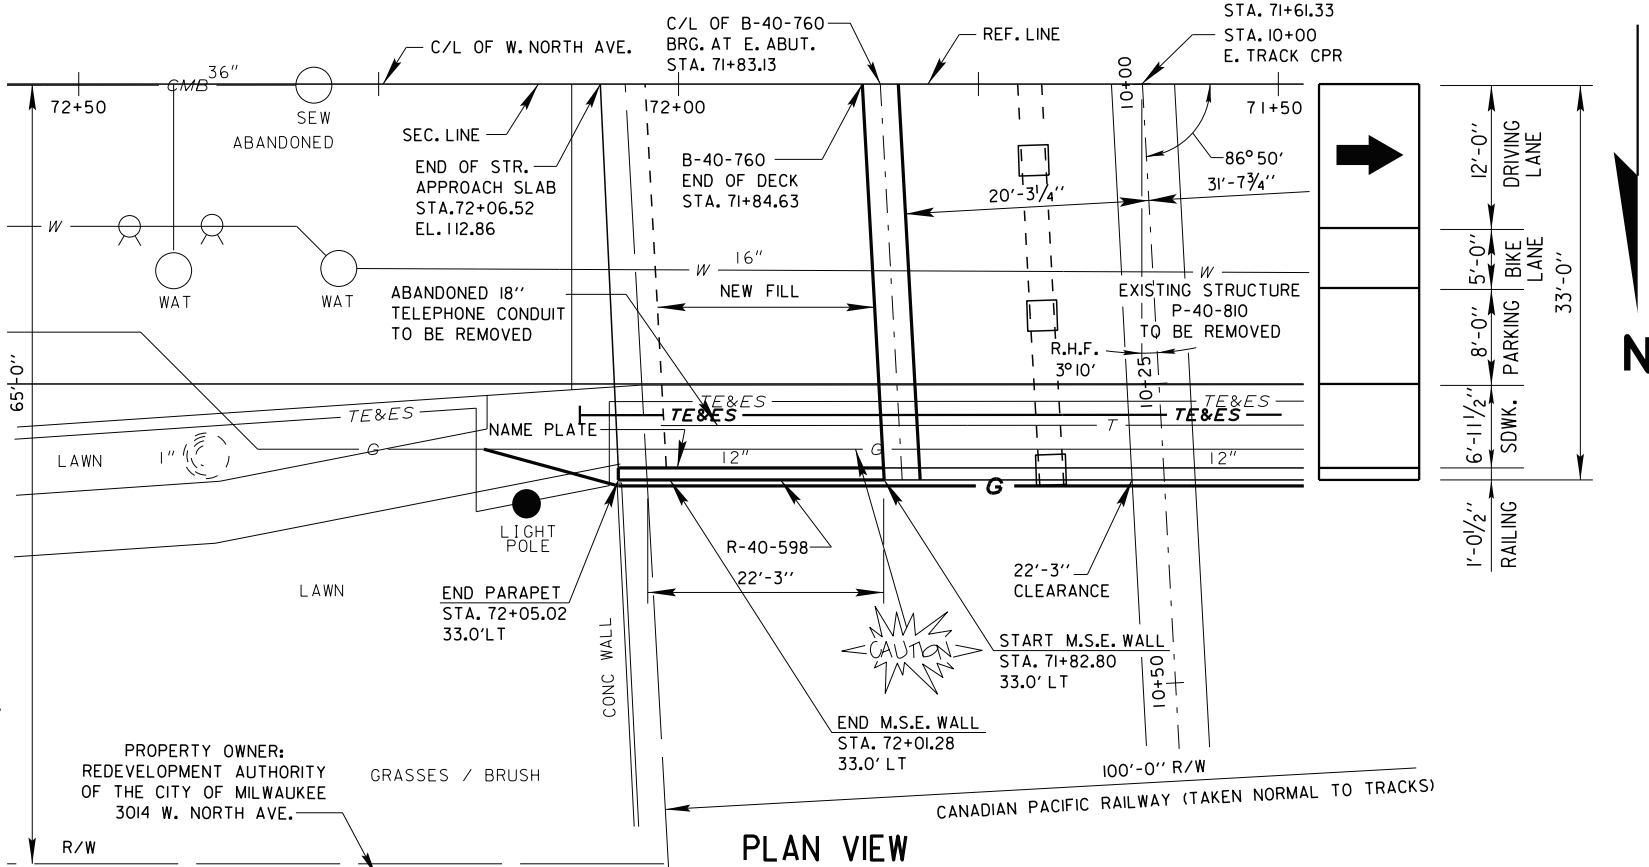 36"
CMB
SEW
ABANDONED
72+50
C/L OF W. NORTH AVE.
SEC. LINE
END OF STR.
APPROACH SLAB
STA. 72+06.52
EL. 112.86
C/L OF B-40-760
BRG. AT E. ABUT.
STA. 71+83.13
72+00
B-40-760
END OF DECK
STA. 71+84.63
REF. LINE
STA. 71+61.33
STA. 10+00
E. TRACK CPR
10+00
71+50
86°50'
20'-3¼"
31'-7¾"
W
WAT
WAT
W
16"
W
ABANDONED 18"
TELEPHONE CONDUIT
TO BE REMOVED
NEW FILL
EXISTING STRUCTURE
P-40-810
TO BE REMOVED
R.H.F.
3°10'
10+25
12'-0"
DRIVING
LANE
5'-0"
BIKE
LANE
8'-0"
PARKING
6'-11½"
SDWK.
1'-0½"
RAILING
33'-0"
N
65'-0"
TE&ES
TE&ES
TE&ES
TE&ES
TE&ES
T
NAME PLATE
LAWN
1"
G
12"
G
12"
G
LIGHT
POLE
R-40-598
22'-3"
22'-3"
CLEARANCE
LAWN
END PARAPET
STA. 72+05.02
33.0'LT
CONC WALL
CAUTION
START M.S.E. WALL
STA. 71+82.80
33.0' LT
10+50
END M.S.E. WALL
STA. 72+01.28
33.0' LT
PROPERTY OWNER:
REDEVELOPMENT AUTHORITY
OF THE CITY OF MILWAUKEE
3014 W. NORTH AVE.
GRASSES / BRUSH
100'-0" R/W
CANADIAN PACIFIC RAILWAY (TAKEN NORMAL TO TRACKS)
R/W
PLAN VIEW